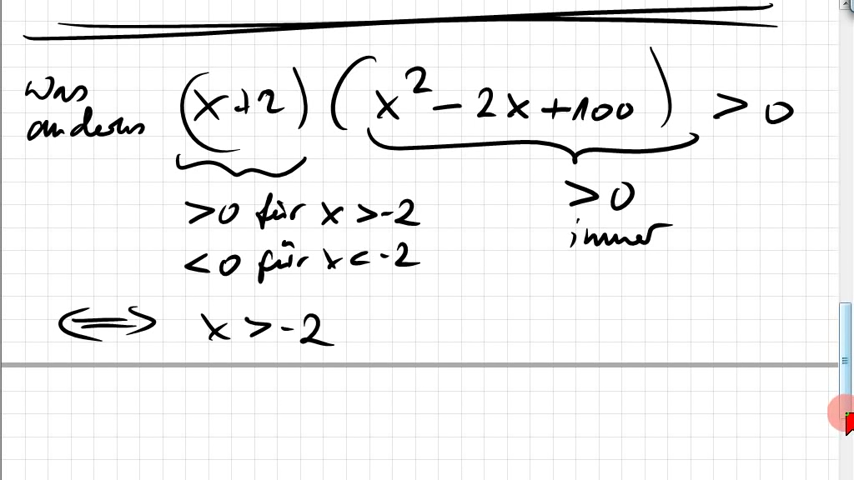 Was anderes (x+2) (x² - 2x + 100) > 0
>0 für x > -2
<0 für x < -2
>0
immer
⟺ x > -2